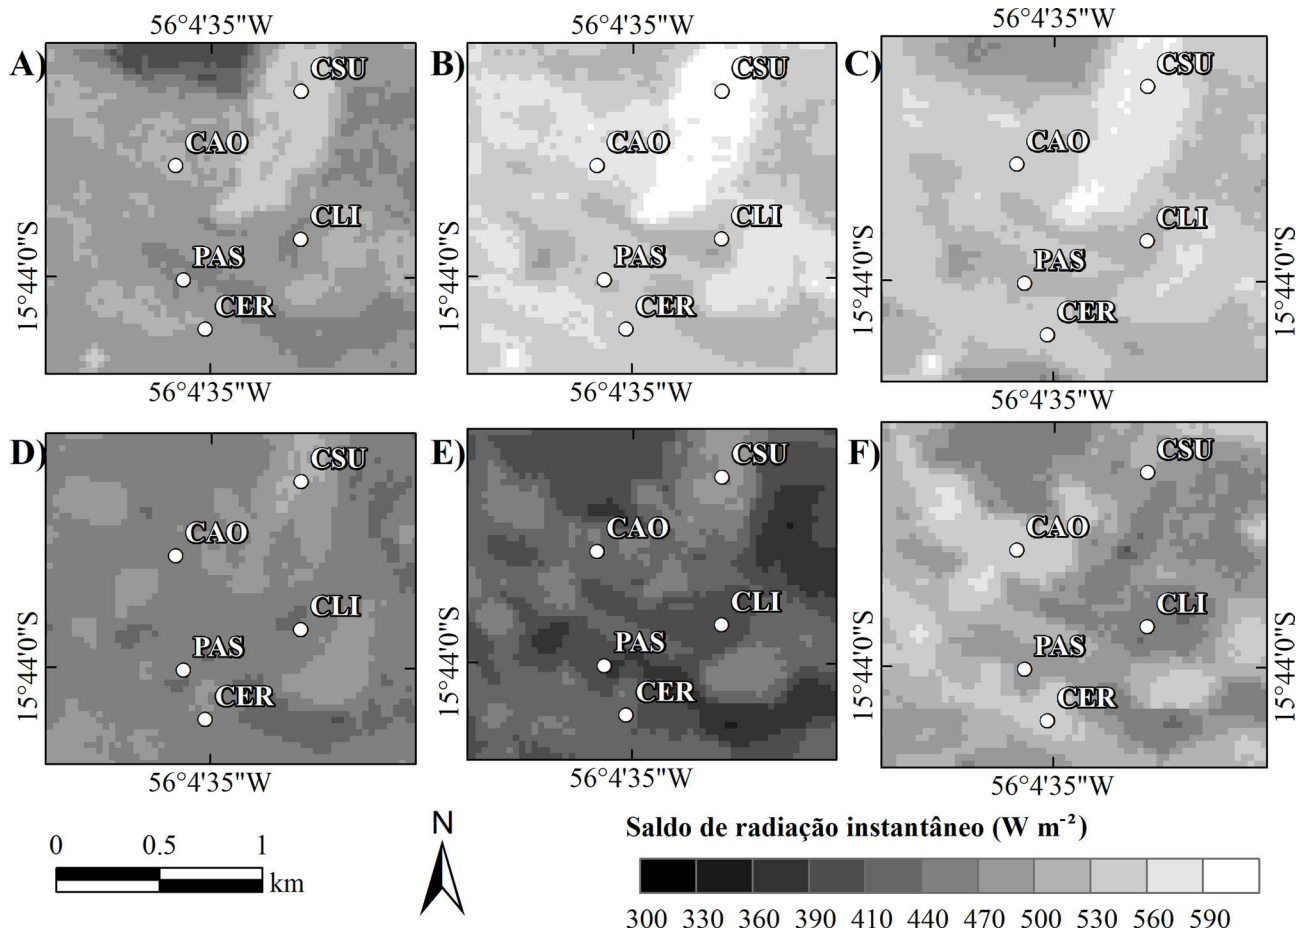 56°4'35"W 56°4'35"W 56°4'35"W
A) CSU B) CSU C) CSU
CAO CAO CAO
CLI CLI CLI
PAS PAS PAS
CER CER CER
15°44'0"S 15°44'0"S 15°44'0"S 15°44'0"S
56°4'35"W 56°4'35"W 56°4'35"W
D) CSU E) CSU F) CSU
CAO CAO CAO
CLI CLI CLI
PAS PAS PAS
CER CER CER
15°44'0"S 15°44'0"S 15°44'0"S 15°44'0"S
56°4'35"W 56°4'35"W 56°4'35"W
0 0.5 1
km
N
Saldo de radiação instantâneo (W m⁻²)
300 330 360 390 410 440 470 500 530 560 590